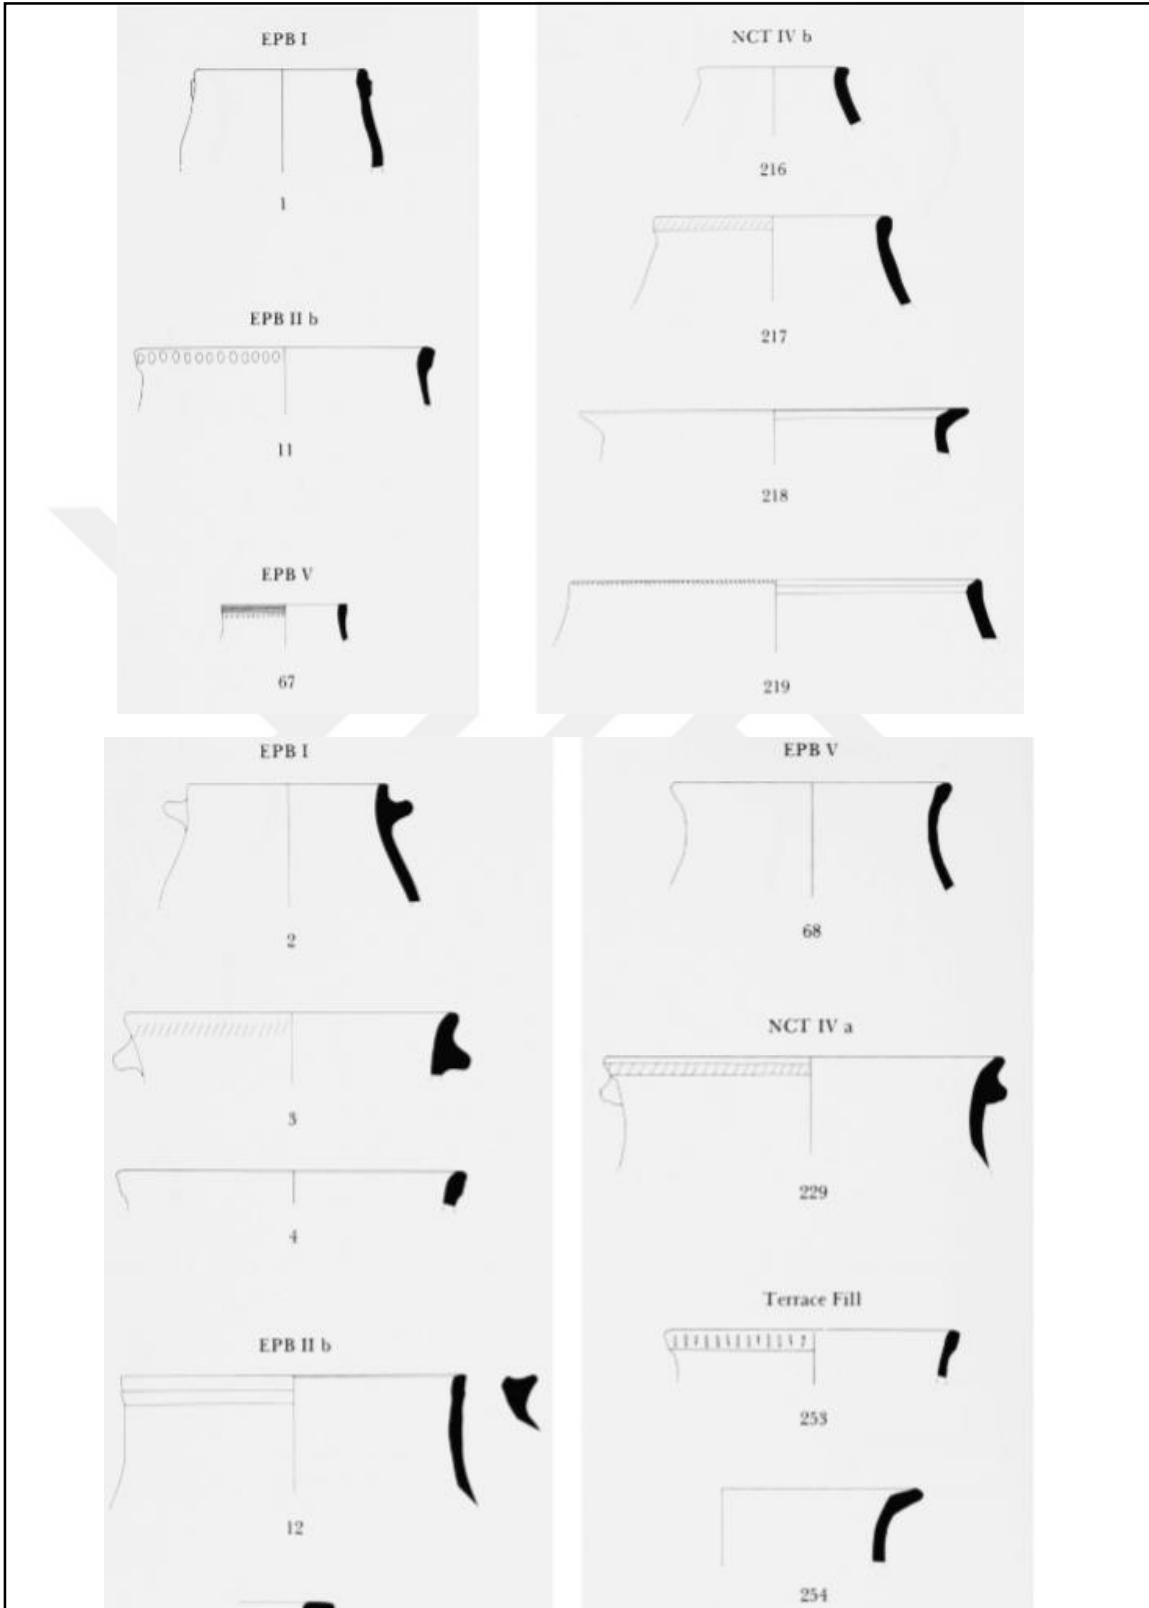 EPB I
1
EPB II b
11
EPB V
67
NCT IV b
216
217
218
219
EPB I
2
3
4
EPB II b
12
EPB V
68
NCT IV a
229
Terrace Fill
253
254